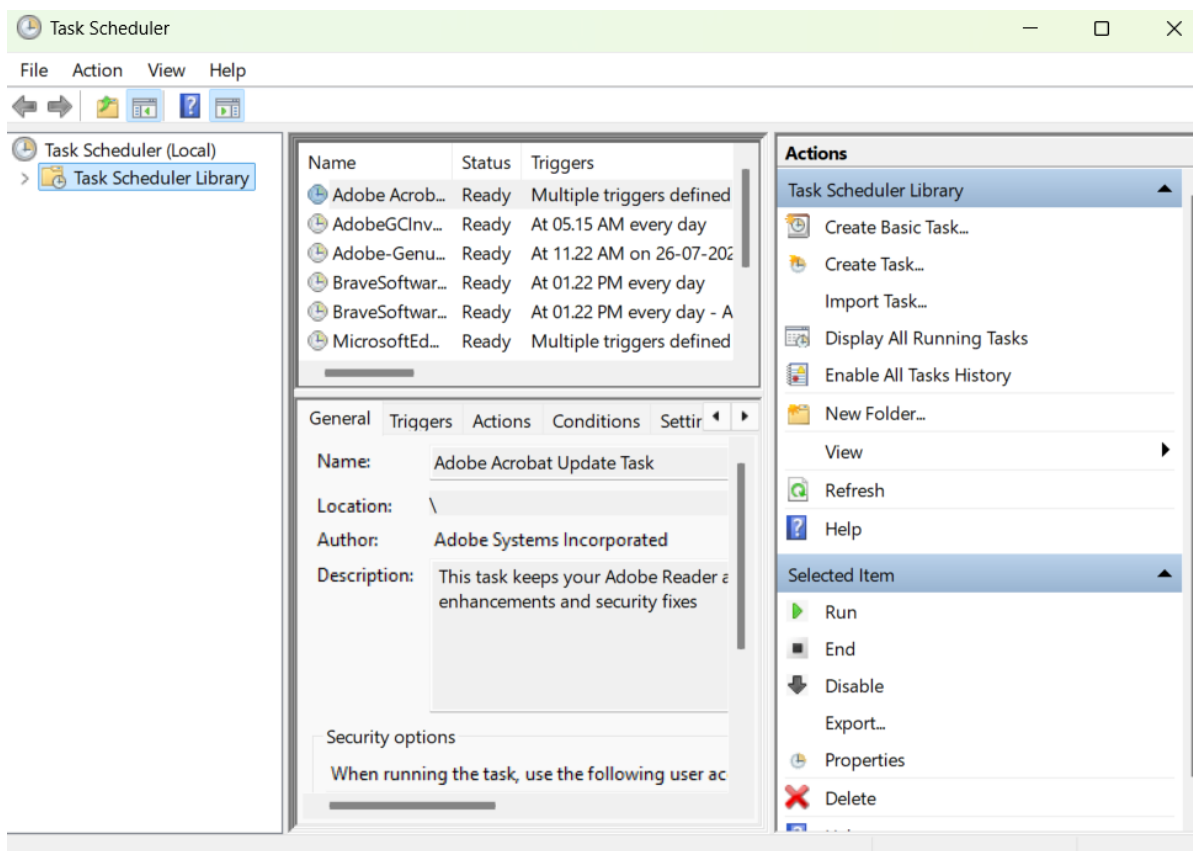 Task Scheduler
File Action View Help
Task Scheduler (Local)
Task Scheduler Library
Name Status Triggers
Adobe Acrob... Ready Multiple triggers defined
AdobeGCInv... Ready At 05.15 AM every day
Adobe-Genu... Ready At 11.22 AM on 26-07-202
BraveSoftwar... Ready At 01.22 PM every day
BraveSoftwar... Ready At 01.22 PM every day - A
MicrosoftEd... Ready Multiple triggers defined
General Triggers Actions Conditions Settin
Name: Adobe Acrobat Update Task
Location: \
Author: Adobe Systems Incorporated
Description: This task keeps your Adobe Reader a
enhancements and security fixes
Security options
When running the task, use the following user ac
Actions
Task Scheduler Library
Create Basic Task...
Create Task...
Import Task...
Display All Running Tasks
Enable All Tasks History
New Folder...
View
Refresh
Help
Selected Item
Run
End
Disable
Export...
Properties
Delete